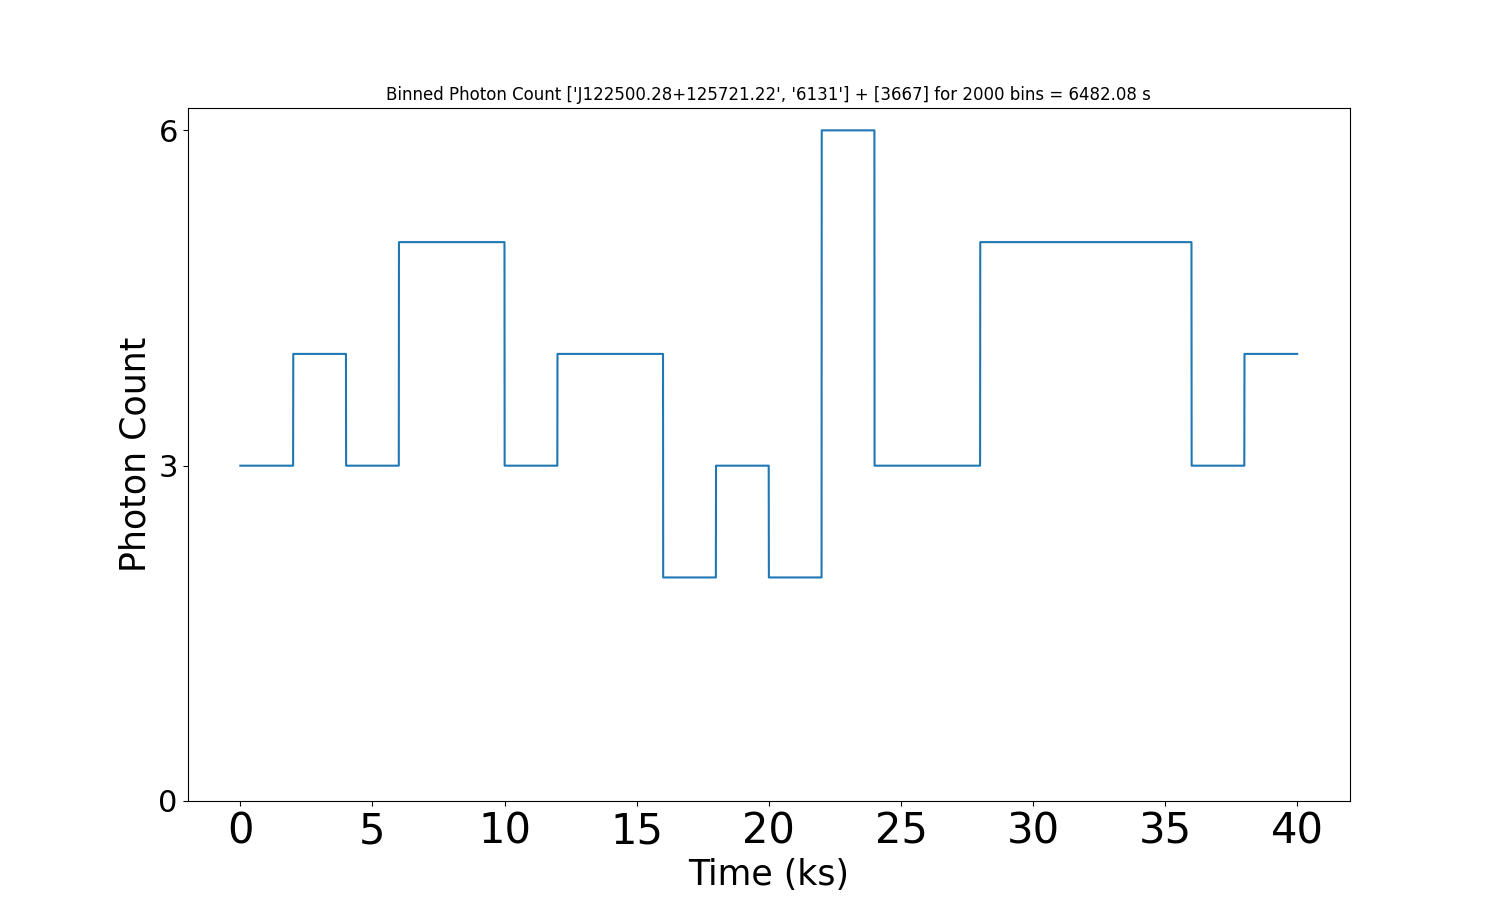 Binned Photon Count ['J122500.28+125721.22', '6131'] + [3667] for 2000 bins = 6482.08 s
6
3
0
Photon Count
0 5 10 15 20 25 30 35 40
Time (ks)